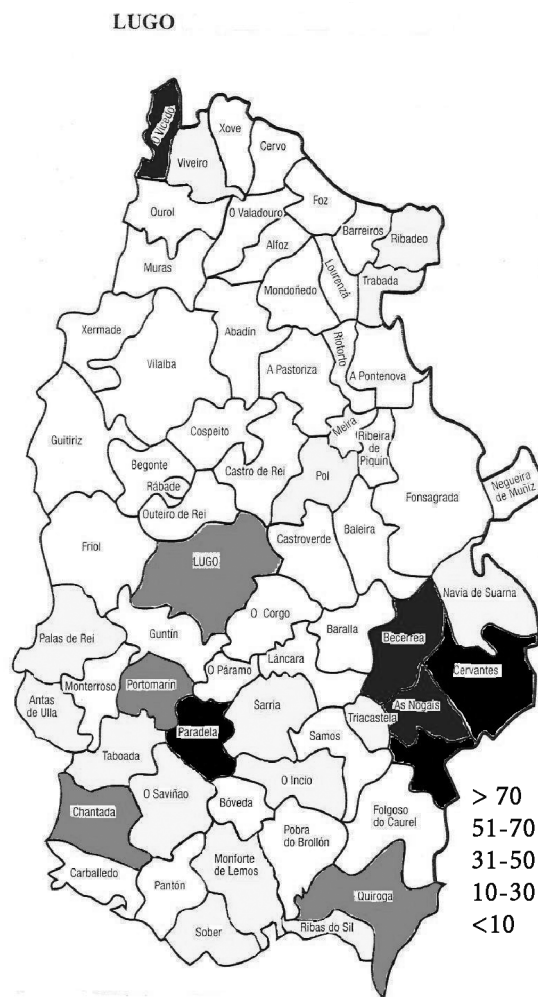 LUGO
O Vicedo
Xove
Cervo
Viveiro
Ourol
O Valadouro
Foz
Barreiros
Ribadeo
Alfoz
Muras
Mondoñedo
Lourenzá
Trabada
Xermade
Abadín
Vilalba
A Pastoriza
Rioforto
A Pontenova
Guitiriz
Cospeito
Meira
Ribeira
de
Piquín
Begonte
Rábade
Castro de Rei
Pol
Fonsagrada
Negueira
de Muñiz
Outeiro de Rei
Friol
LUGO
Castroverde
Baleira
Navia de Suarna
Palas de Rei
Guntín
O Corgo
Baralla
Becerrea
Cervantes
Láncara
O Páramo
Monterroso
Portomarin
Antas
de Ulla
Sarria
Triacastela
As Nogais
Paradela
Samos
Taboada
O Saviñao
O Incio
Chantada
Bóveda
Folgoso
do Caurel
Pobra
do Brollón
Carballedo
Pantón
Monforte
de Lemos
Quiroga
Sober
Ribas do Sil
> 70
51-70
31-50
10-30
<10